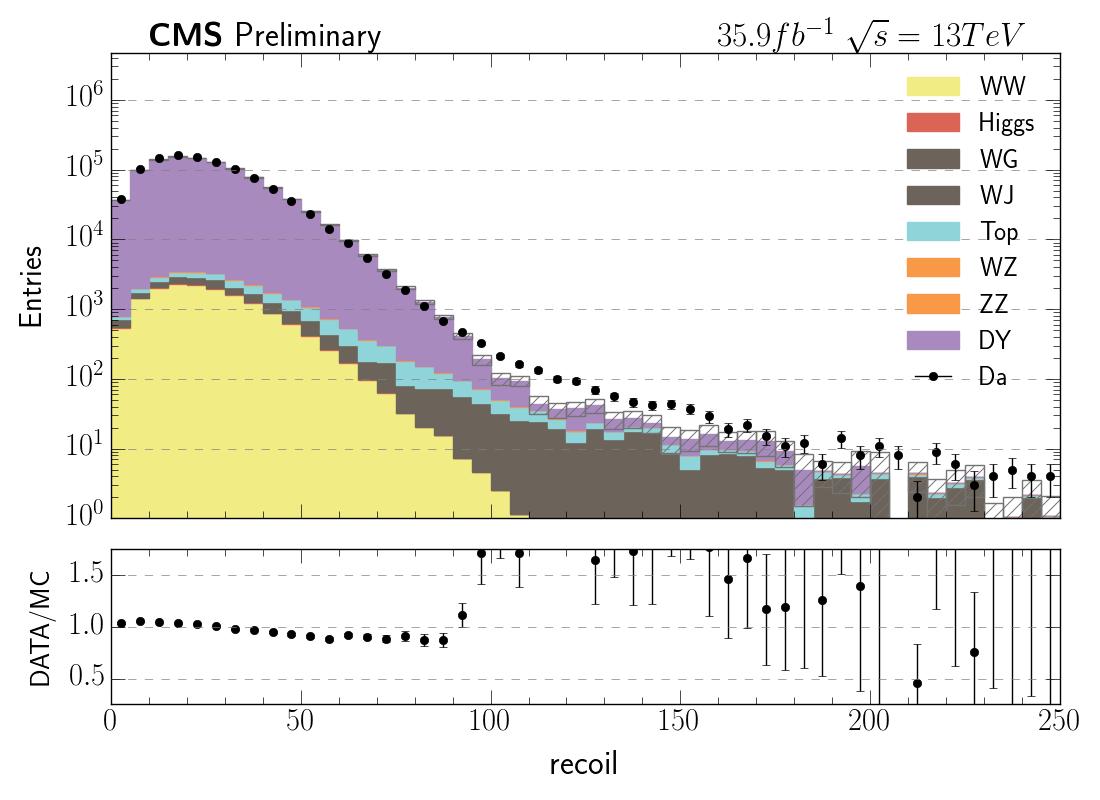 CMS Preliminary 35.9fb⁻¹ √s = 13TeV
10⁶
10⁵
10⁴
10³
10²
10¹
10⁰
Entries
WW
Higgs
WG
WJ
Top
WZ
ZZ
DY
Da
1.5
1.0
0.5
DATA/MC
0 50 100 150 200 250
recoil